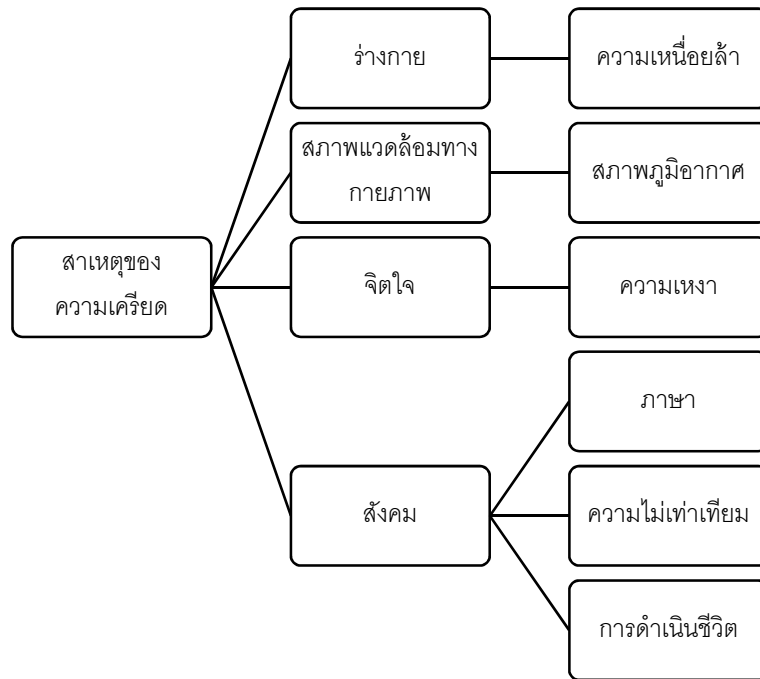 ร่างกาย
ความเหนื่อยล้า
สภาพแวดล้อมทาง
กายภาพ
สภาพภูมิอากาศ
สาเหตุของ
ความเครียด
จิตใจ
ความเหงา
ภาษา
สังคม
ความไม่เท่าเทียม
การดำเนินชีวิต